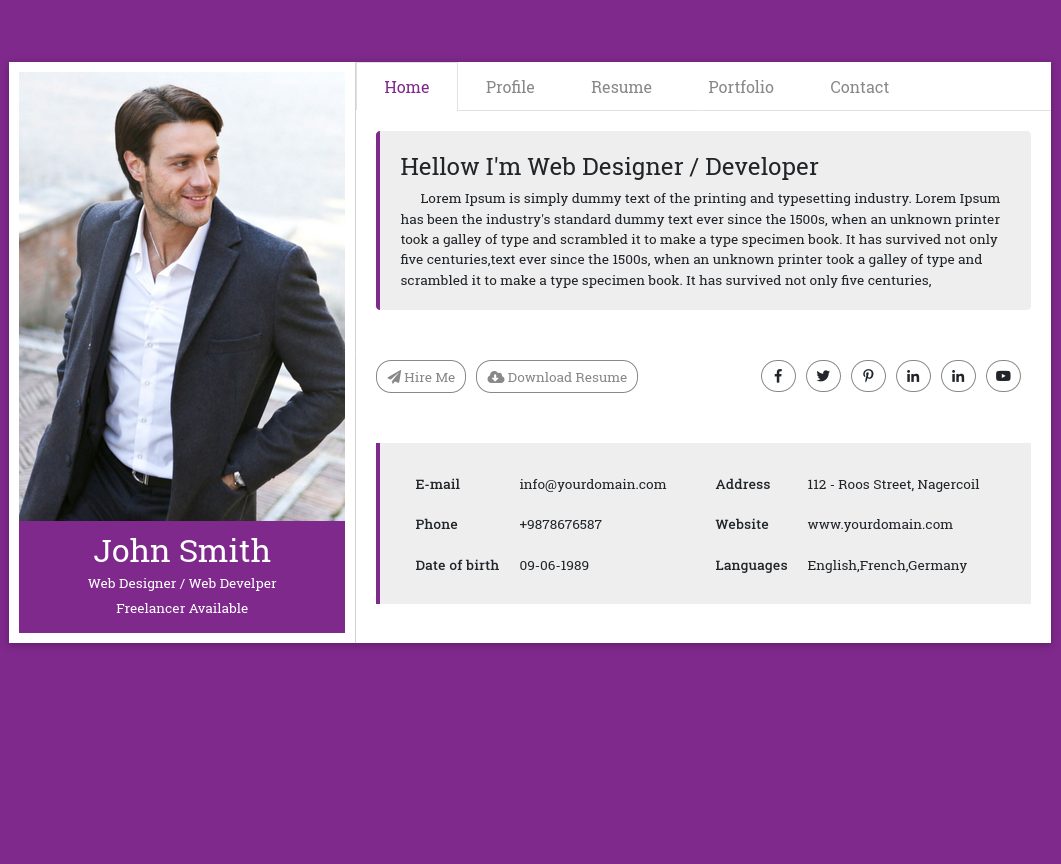 Home Profile Resume Portfolio Contact
Hellow I'm Web Designer / Developer
Lorem Ipsum is simply dummy text of the printing and typesetting industry. Lorem Ipsum
has been the industry's standard dummy text ever since the 1500s, when an unknown printer
took a galley of type and scrambled it to make a type specimen book. It has survived not only
five centuries,text ever since the 1500s, when an unknown printer took a galley of type and
scrambled it to make a type specimen book. It has survived not only five centuries,
Hire Me Download Resume
E-mail info@yourdomain.com Address 112 - Roos Street, Nagercoil
Phone +9878676587 Website www.yourdomain.com
Date of birth 09-06-1989 Languages English,French,Germany
John Smith
Web Designer / Web Develper
Freelancer Available